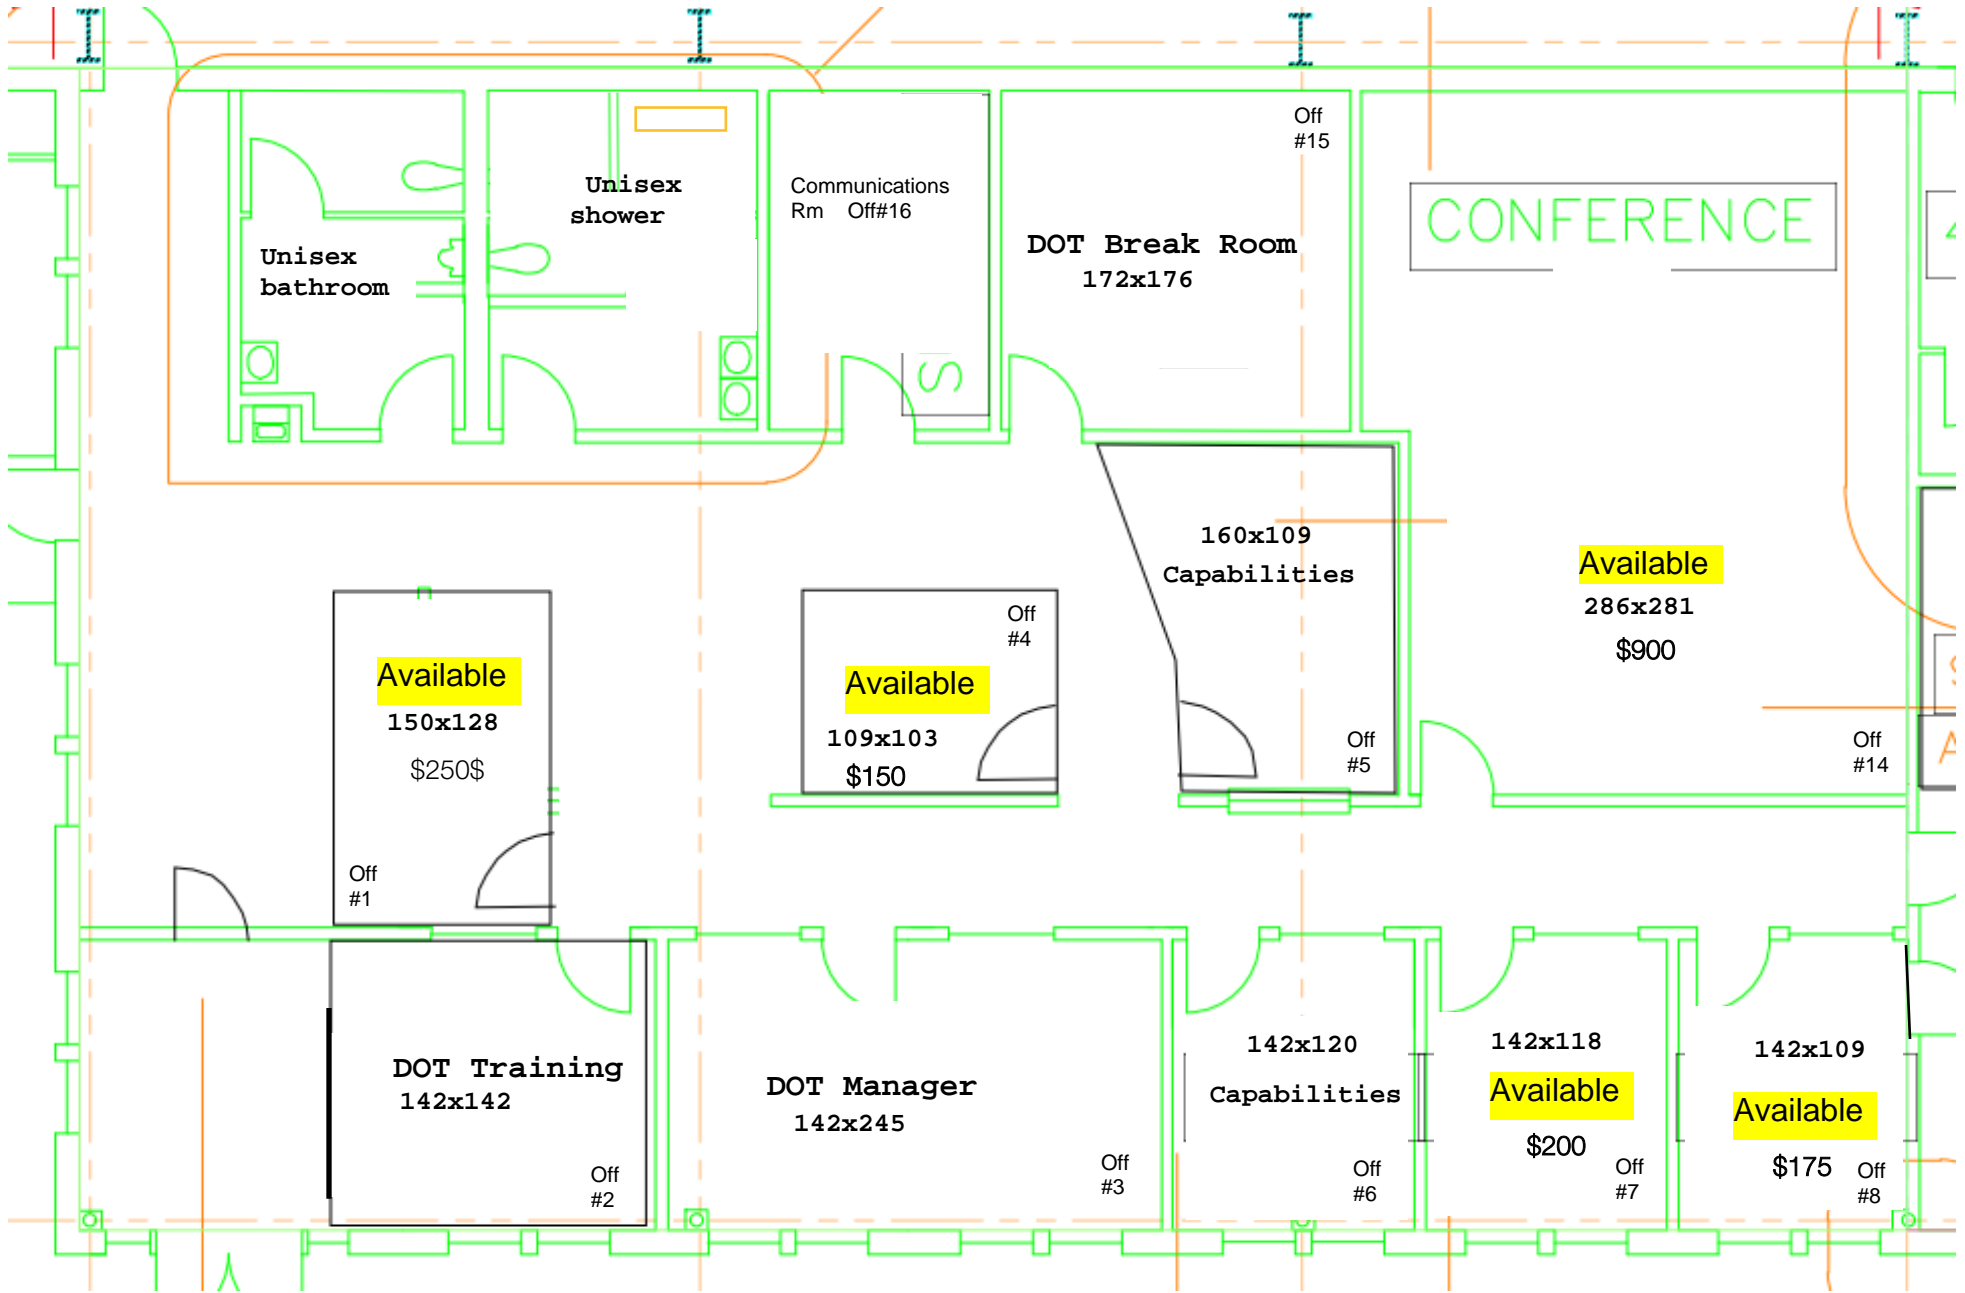 Off
#15
Unisex
shower
Communications
Rm Off#16
CONFERENCE
DOT Break Room
172x176
Unisex
bathroom
S
160x109
Capabilities
Off
#5
Available
286x281
$900
Off
#14
Available
150x128
$250$
Off
#1
Off
#4
Available
109x103
$150
DOT Training
142x142
Off
#2
DOT Manager
142x245
Off
#3
142x120
Capabilities
Off
#6
142x118
Available
$200
Off
#7
142x109
Available
$175
Off
#8